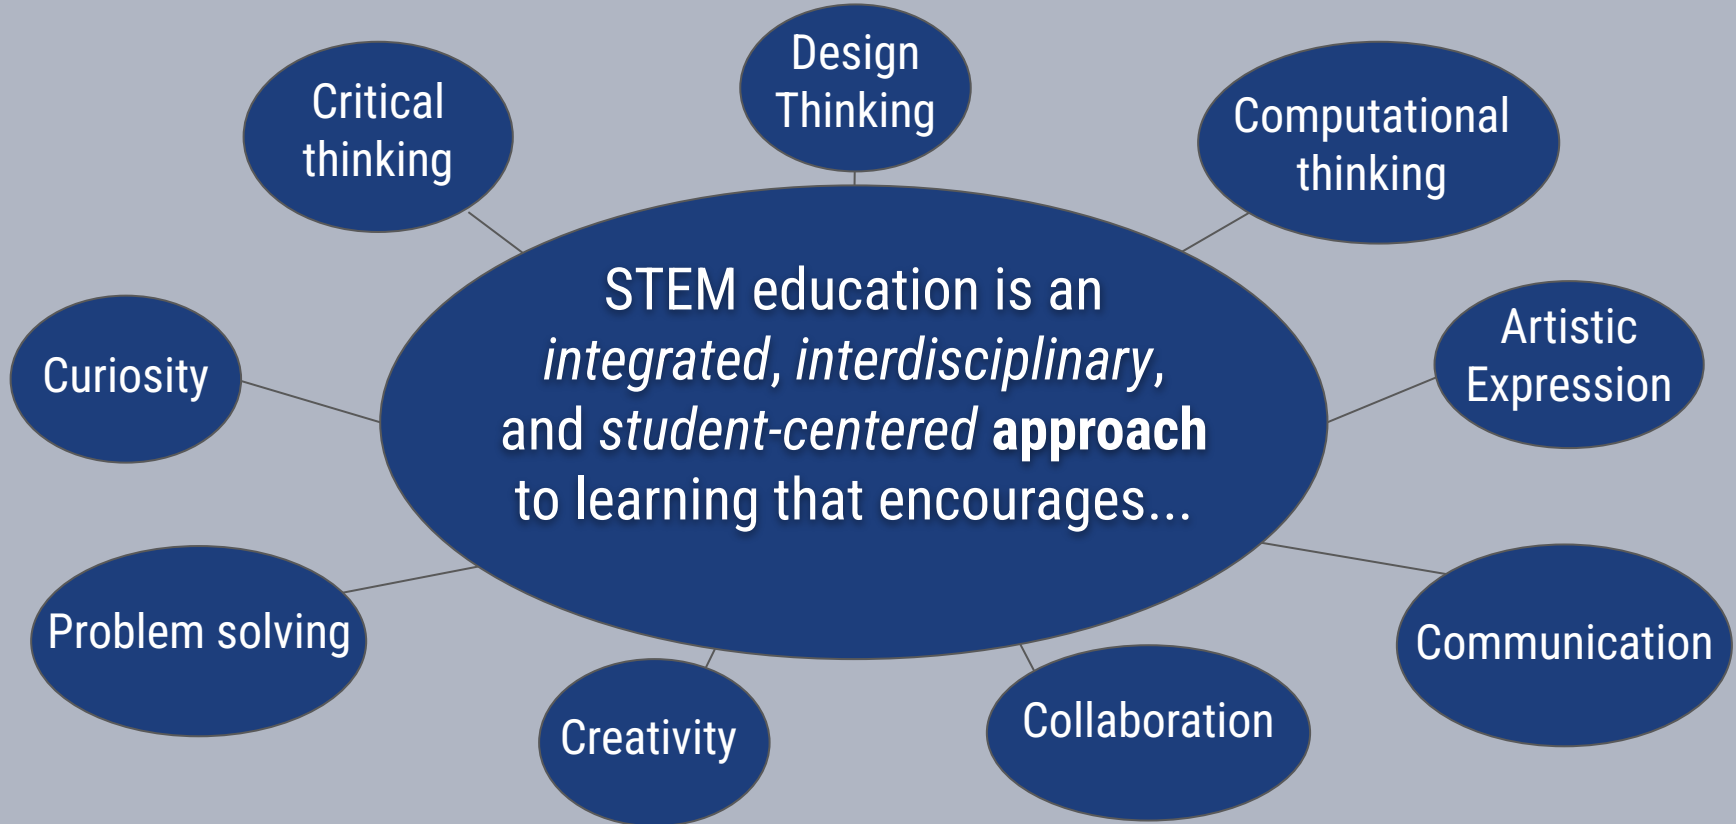 Design
Thinking
Critical
thinking
Computational
thinking
STEM education is an
integrated, interdisciplinary,
and student-centered approach
to learning that encourages...
Curiosity
Artistic
Expression
Problem solving
Communication
Creativity
Collaboration